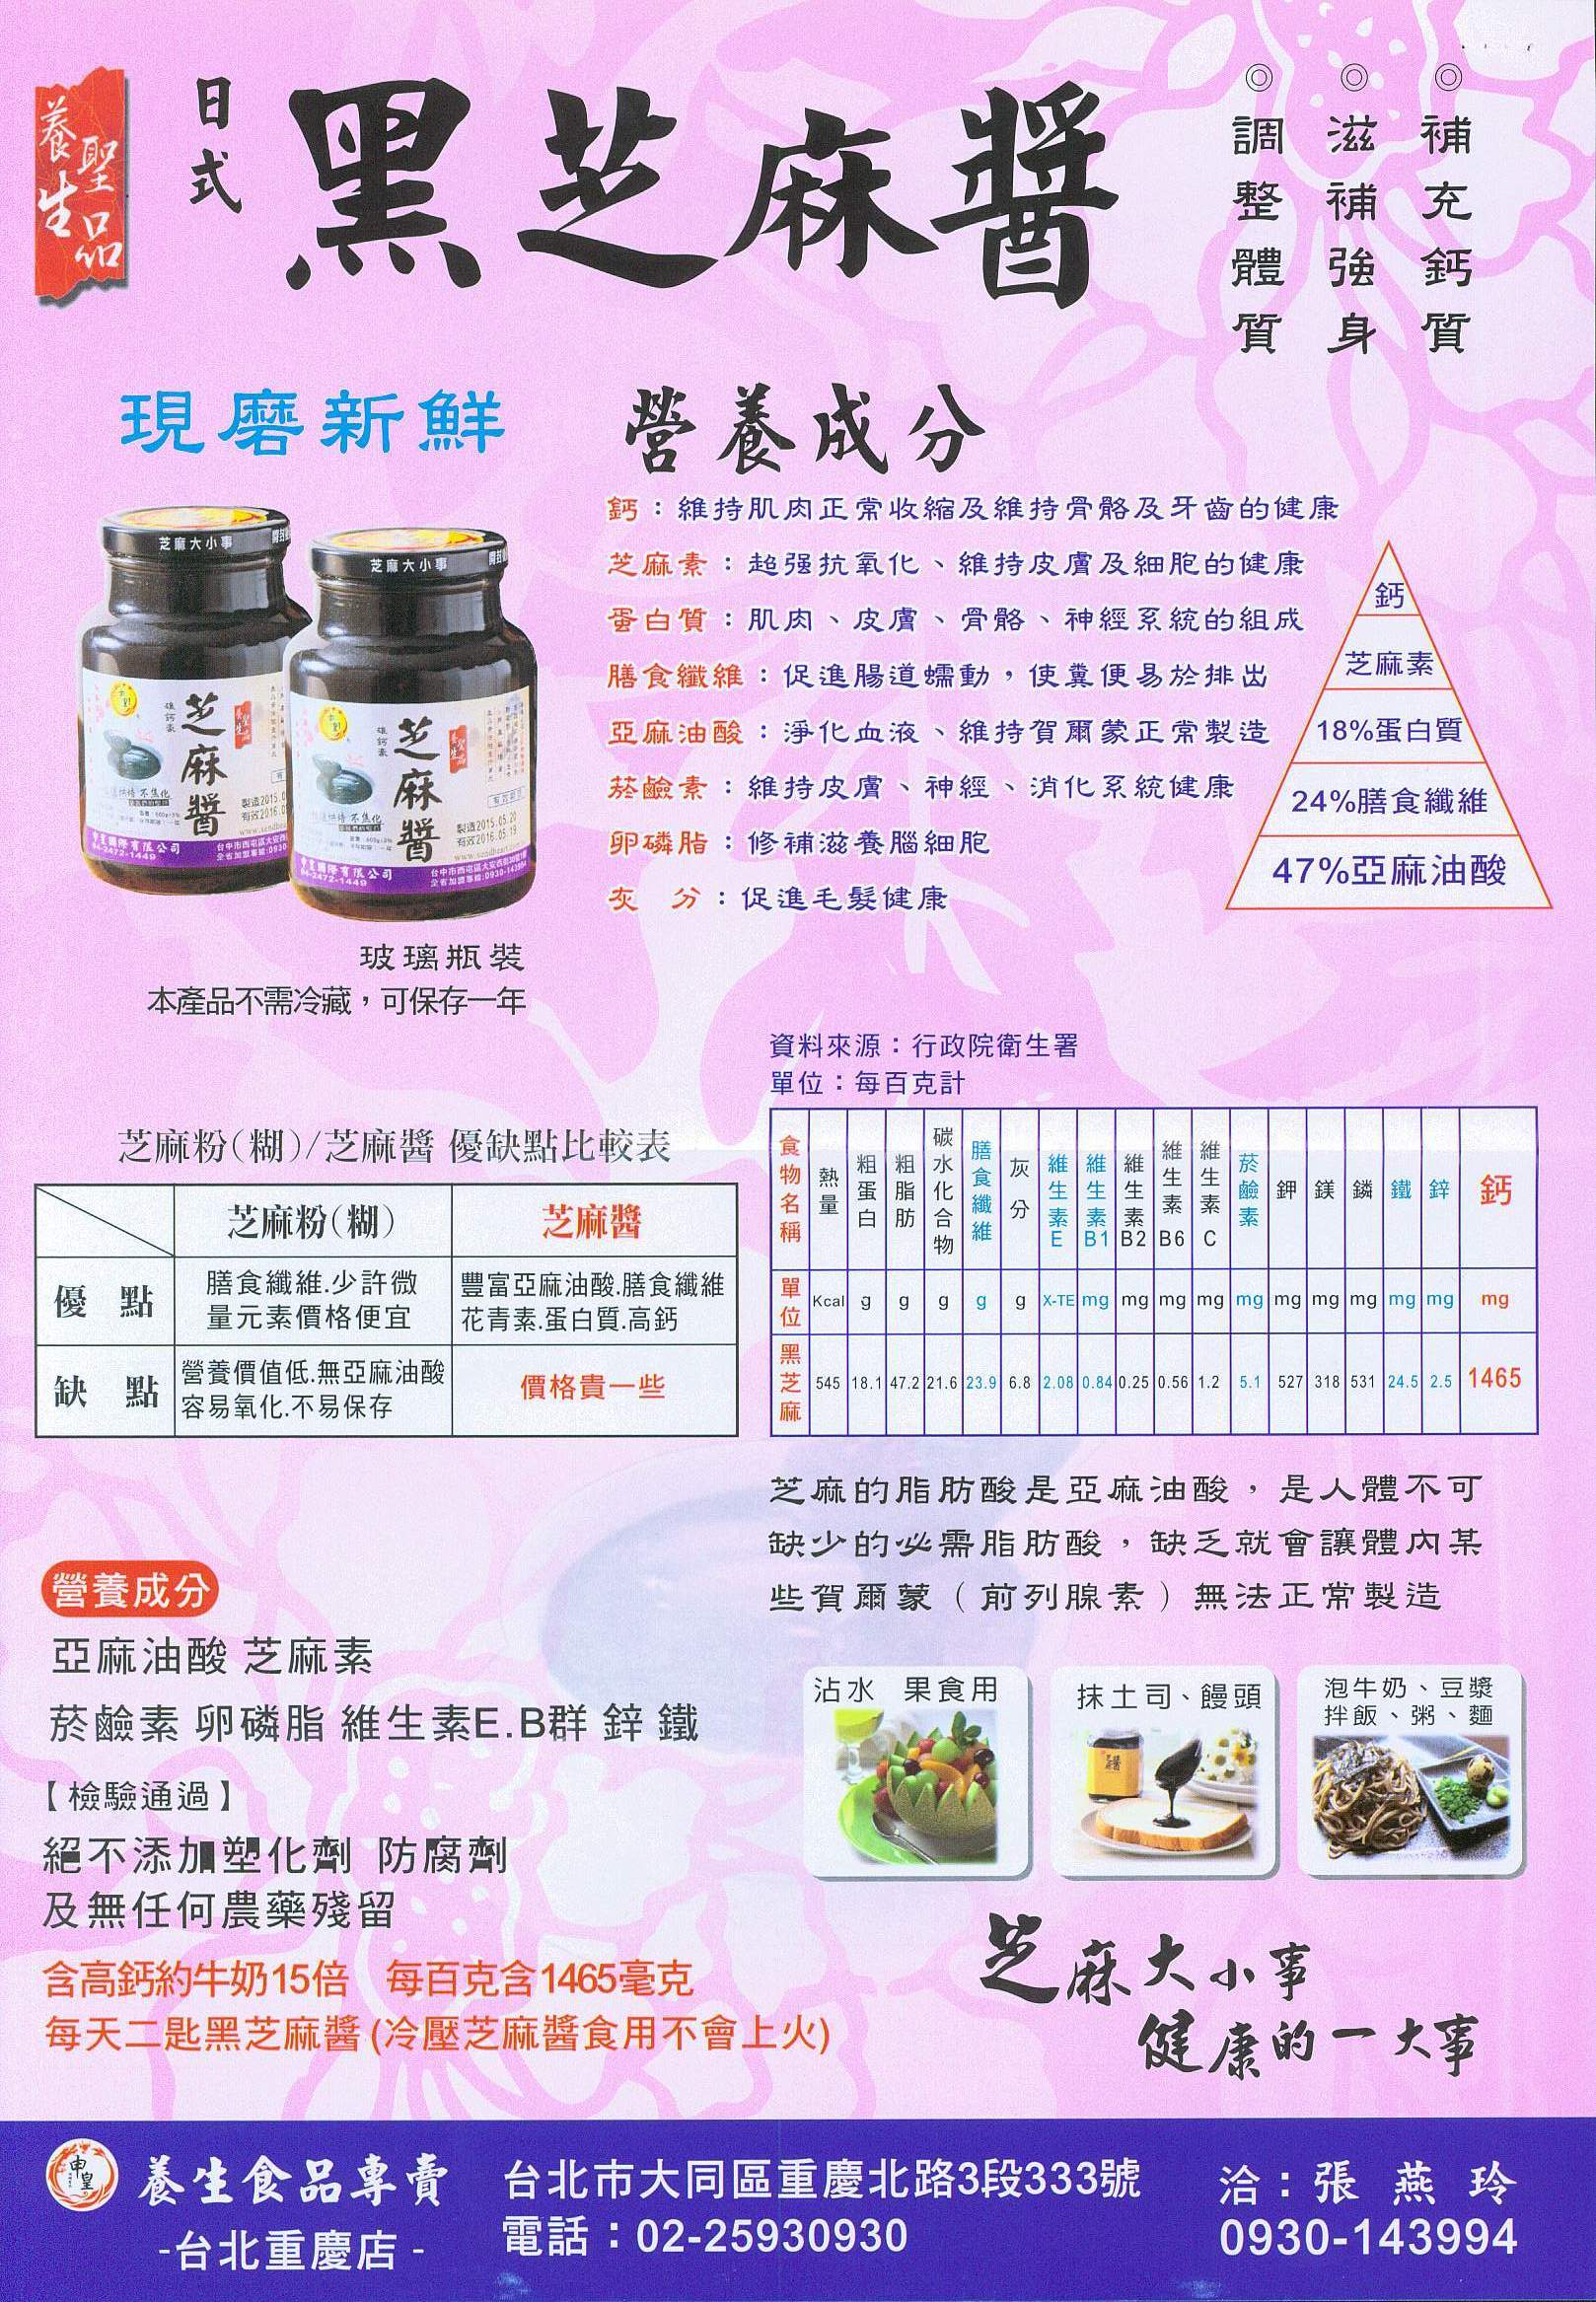 養生
聖品
日式
黑芝麻醬
◎補充鈣質
◎滋補強身
◎調整體質
現磨新鮮
營養成分
鈣：維持肌肉正常收縮及維持骨骼及牙齒的健康
芝麻素：超强抗氧化、維持皮膚及細胞的健康
蛋白質：肌肉、皮膚、骨骼、神經系統的組成
膳食纖維：促進腸道蠕動，使糞便易於排出
亞麻油酸：淨化血液、維持賀爾蒙正常製造
菸鹼素：維持皮膚、神經、消化系統健康
卵磷脂：修補滋養腦細胞
灰　分：促進毛髮健康
鈣
芝麻素
18%蛋白質
24%膳食纖維
47%亞麻油酸
芝麻大小事
芝麻醬
芝麻大小事
芝麻醬
製造2015.05.20
有效2016.05.19
04-2472-1449
玻璃瓶裝
本產品不需冷藏，可保存一年
資料來源：行政院衛生署
單位：每百克計
食物名稱 熱量 粗蛋白 粗脂肪 碳水化合物 膳食纖維 灰分 維生素E 維生素B1 維生素B2 維生素B6 維生素C 菸鹼素 鉀 鎂 鏻 鐵 鋅 鈣
單位 Kcal g g g g g X-TE mg mg mg mg mg mg mg mg mg mg mg
黑芝麻 545 18.1 47.2 21.6 23.9 6.8 2.08 0.84 0.25 0.56 1.2 5.1 527 318 531 24.5 2.5 1465
芝麻粉(糊)/芝麻醬 優缺點比較表
芝麻粉(糊) 芝麻醬
優　點
膳食纖維.少許微
量元素價格便宜
豐富亞麻油酸.膳食纖維
花青素.蛋白質.高鈣
缺　點
營養價值低.無亞麻油酸
容易氧化.不易保存
價格貴一些
芝麻的脂肪酸是亞麻油酸，是人體不可
缺少的必需脂肪酸，缺乏就會讓體內某
些賀爾蒙（前列腺素）無法正常製造
營養成分
亞麻油酸 芝麻素
菸鹼素 卵磷脂 維生素E.B群 鋅 鐵
【檢驗通過】
絕不添加塑化劑 防腐劑
及無任何農藥殘留
含高鈣約牛奶15倍　每百克含1465毫克
每天二匙黑芝麻醬(冷壓芝麻醬食用不會上火)
沾水　果食用
抹土司、饅頭
泡牛奶、豆漿
拌飯、粥、麵
芝麻大小事
健康的一大事
申皇
養生食品專賣
-台北重慶店-
台北市大同區重慶北路3段333號
電話：02-25930930
洽：張燕玲
0930-143994